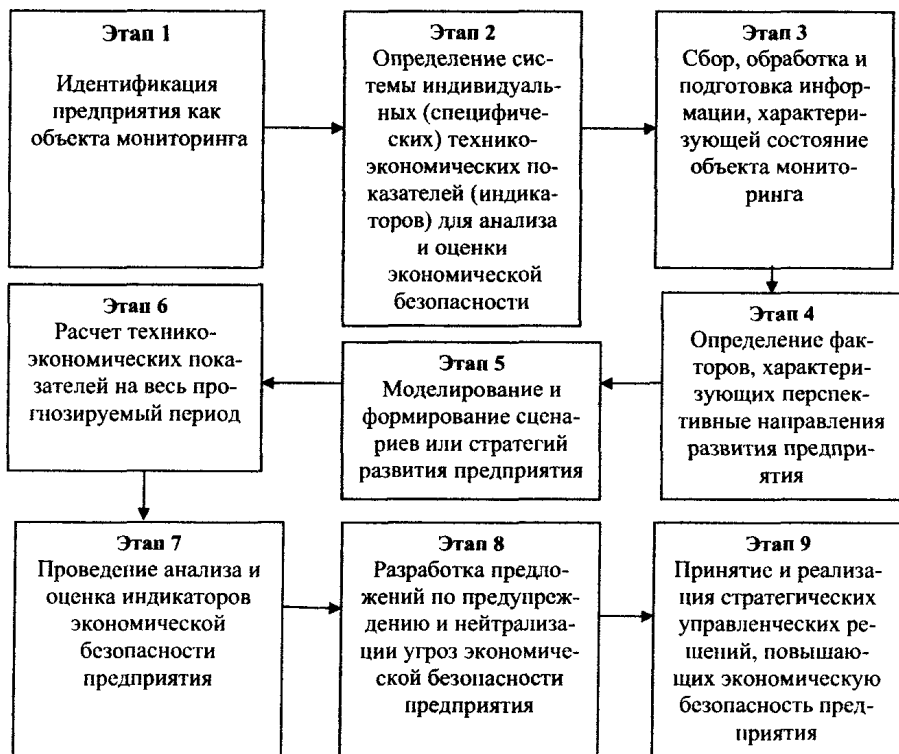 Этап 1
Идентификация
предприятия как
объекта мониторинга
Этап 2
Определение сис-
темы индивидуаль-
ных (специфиче-
ских) технико-
экономических по-
казателей (индика-
торов) для анализа
и оценки
экономической
безопасности
Этап 3
Сбор, обработка и
подготовка инфор-
мации, характери-
зующей состояние
объекта монито-
ринга
Этап 4
Определение фак-
торов, характери-
зующих перспек-
тивные направления
развития предпри-
ятия
Этап 5
Моделирование и
формирование сцена-
риев или стратегий
развития предприятия
Этап 6
Расчет технико-
экономических пока-
зателей на весь про-
гнозируемый период
Этап 7
Проведение анализа и
оценка индикаторов
экономической
безопасности
предприятия
Этап 8
Разработка предло-
жений по предупреж-
дению и нейтрализа-
ции угроз экономиче-
ской безопасности
предприятия
Этап 9
Принятие и реализа-
ция стратегических
управленческих ре-
шений, повышаю-
щих экономическую
безопасность пред-
приятия